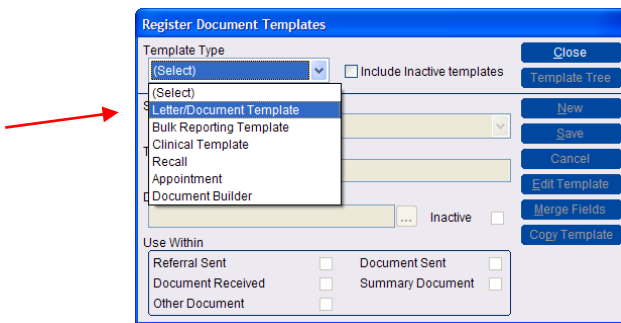 Register Document Templates
Template Type
(Select)
Include Inactive templates
Close
Template Tree
(Select)
Letter/Document Template
Bulk Reporting Template
Clinical Template
Recall
Appointment
Document Builder
S
T
D
...
Inactive
New
Save
Cancel
Edit Template
Merge Fields
Copy Template
Use Within
Referral Sent
Document Sent
Document Received
Summary Document
Other Document